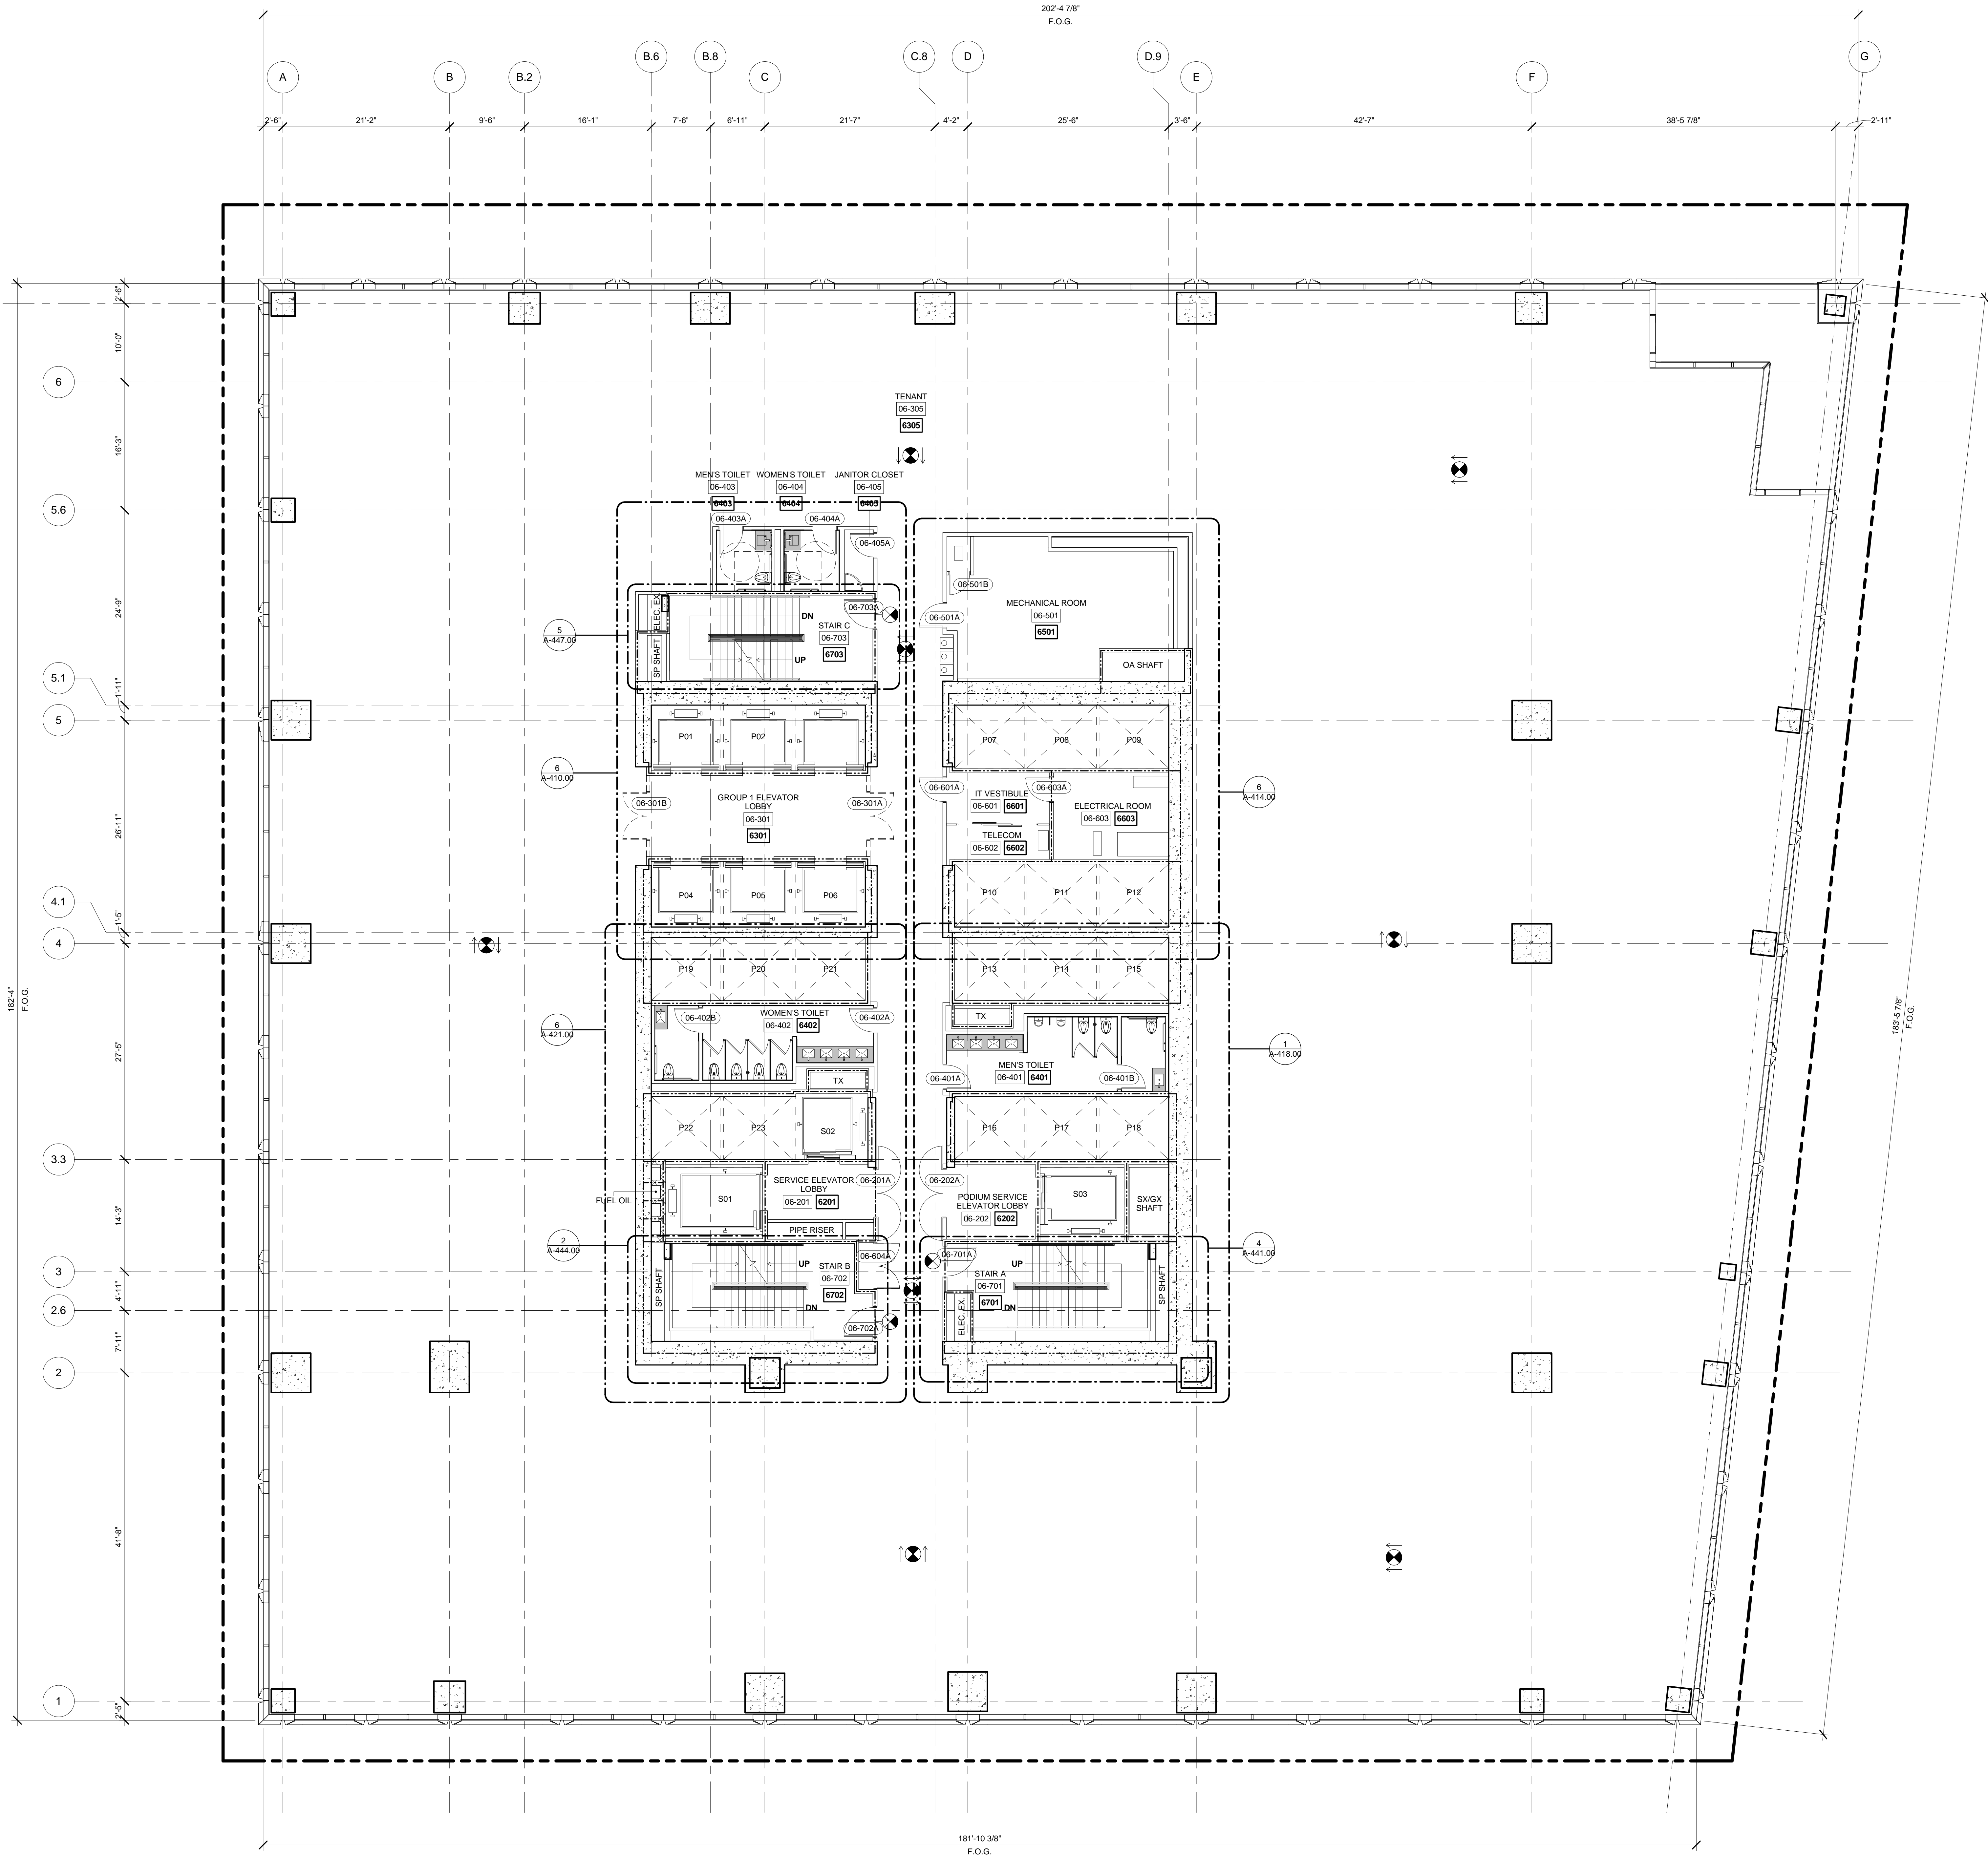 202'-4 7/8"
F.O.G.
A
B
B.2
B.6
B.8
C
C.8
D
D.9
E
F
G
2'-6"
21'-2"
9'-6"
16'-1"
7'-6"
6'-11"
21'-7"
4'-2"
25'-6"
3'-6"
42'-7"
38'-5 7/8"
2'-11"
2'-6"
10'-0"
6
16'-3"
5.6
24'-9"
5.1
1'-11"
5
26'-11"
4.1
1'-5"
4
27'-5"
3.3
14'-3"
3
4'-11"
2.6
7'-11"
2
41'-8"
1
2'-5"
182'-4"
F.O.G.
183'-5 7/8"
F.O.G.
TENANT
06-305
6305
MEN'S TOILET
06-403
6403
06-403A
WOMEN'S TOILET
06-404
6404
06-404A
JANITOR CLOSET
06-405
6405
06-405A
ELEC. EX.
SP SHAFT
DN
STAIR C
06-703
6703
UP
06-703A
5
A-447.00
06-501B
06-501A
MECHANICAL ROOM
06-501
6501
OA SHAFT
P01
P02
P07
P08
P09
6
A-410.00
06-301B
GROUP 1 ELEVATOR
LOBBY
06-301
6301
06-301A
06-601A
IT VESTIBULE
06-601
6601
06-603A
ELECTRICAL ROOM
06-603
6603
TELECOM
06-602
6602
6
A-414.00
P04
P05
P06
P10
P11
P12
P19
P20
P21
P13
P14
P15
6
A-421.00
06-402B
WOMEN'S TOILET
06-402
6402
06-402A
TX
TX
MEN'S TOILET
06-401
6401
06-401A
06-401B
1
A-418.00
P22
P23
S02
P16
P17
P18
FUEL OIL
S01
SERVICE ELEVATOR
LOBBY
06-201
6201
06-201A
PIPE RISER
06-202A
PODIUM SERVICE
ELEVATOR LOBBY
06-202
6202
S03
SX/GX
SHAFT
2
A-444.00
SP SHAFT
UP
STAIR B
06-702
6702
DN
06-604A
06-702A
06-701A
STAIR A
06-701
6701
UP
DN
ELEC. EX.
SP SHAFT
4
A-441.00
181'-10 3/8"
F.O.G.